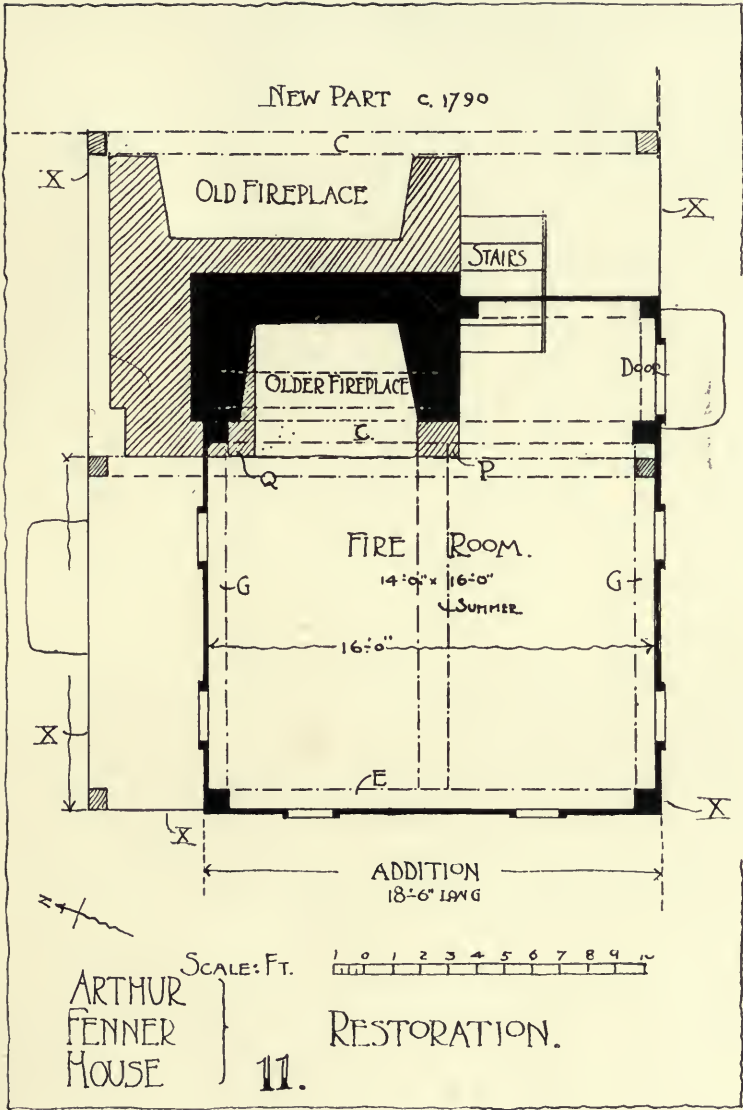 NEW PART C. 1790
C
X
OLD FIREPLACE
X
STAIRS
DOOR
OLDER FIREPLACE
C.
Q
P
FIRE ROOM.
14'-0" x 16'-0"
G
G
SUMMER
16'-0"
X
E
X
X
ADDITION
18'-6" LONG
N
SCALE: FT.
1 0 1 2 3 4 5 6 7 8 9 10
ARTHUR
FENNER
HOUSE
11.
RESTORATION.